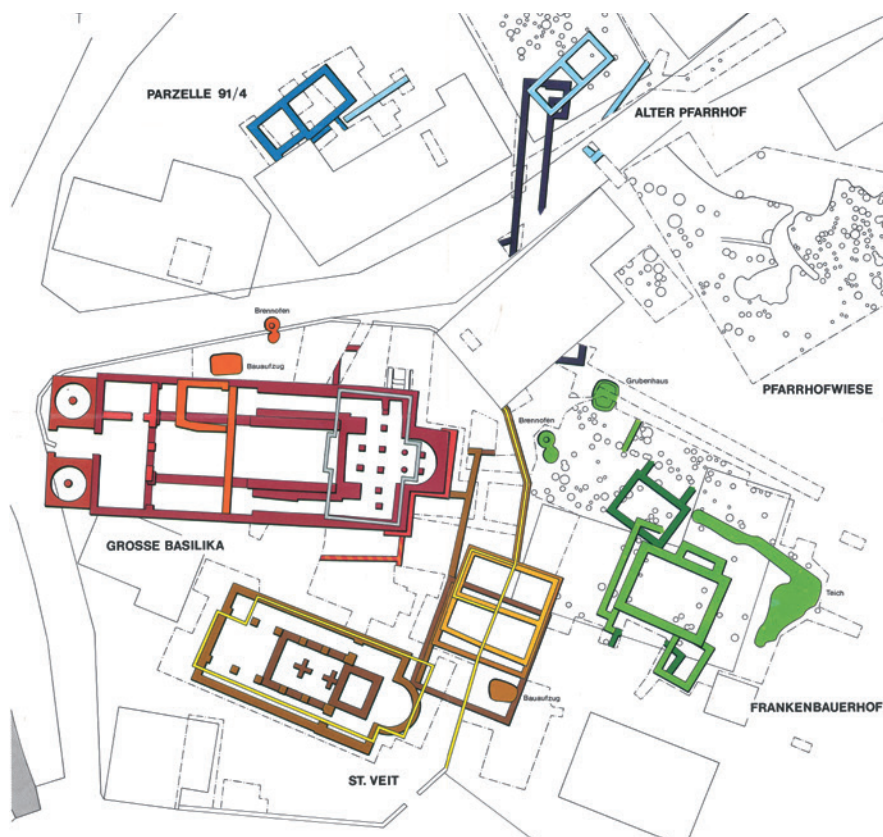 PARZELLE 91/4
ALTER PFARRHOF
Brennofen
Bauaufzug
PFARRHOFWIESE
Grubenhaus
Brennofen
GROSSE BASILIKA
Teich
Bauaufzug
FRANKENBAUERHOF
ST. VEIT